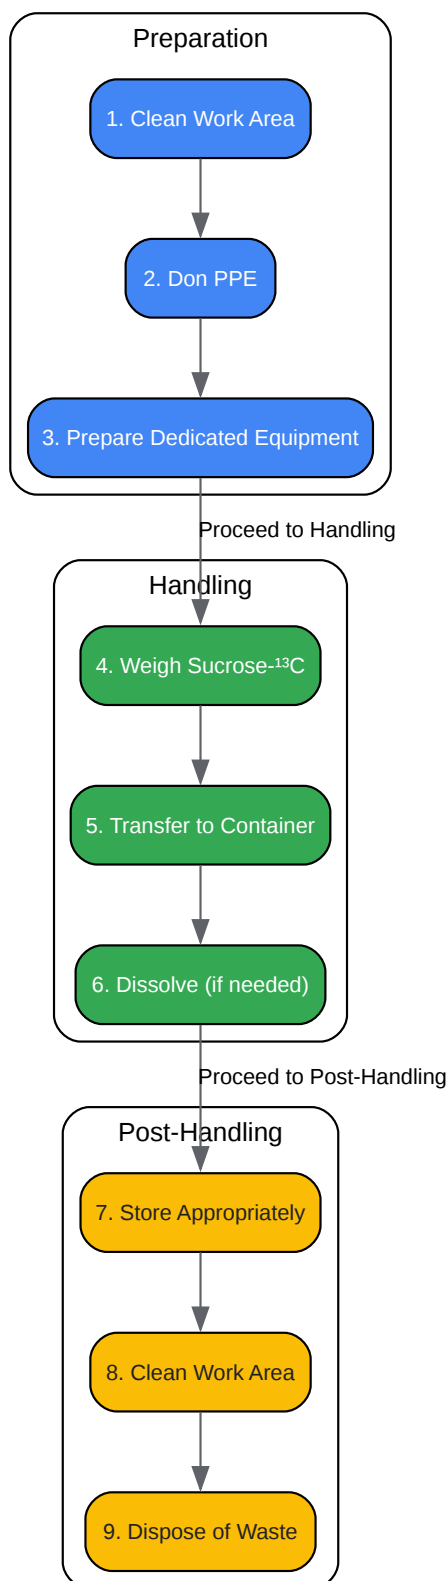 Preparation
1. Clean Work Area
2. Don PPE
3. Prepare Dedicated Equipment
Proceed to Handling
Handling
4. Weigh Sucrose-¹³C
5. Transfer to Container
6. Dissolve (if needed)
Proceed to Post-Handling
Post-Handling
7. Store Appropriately
8. Clean Work Area
9. Dispose of Waste